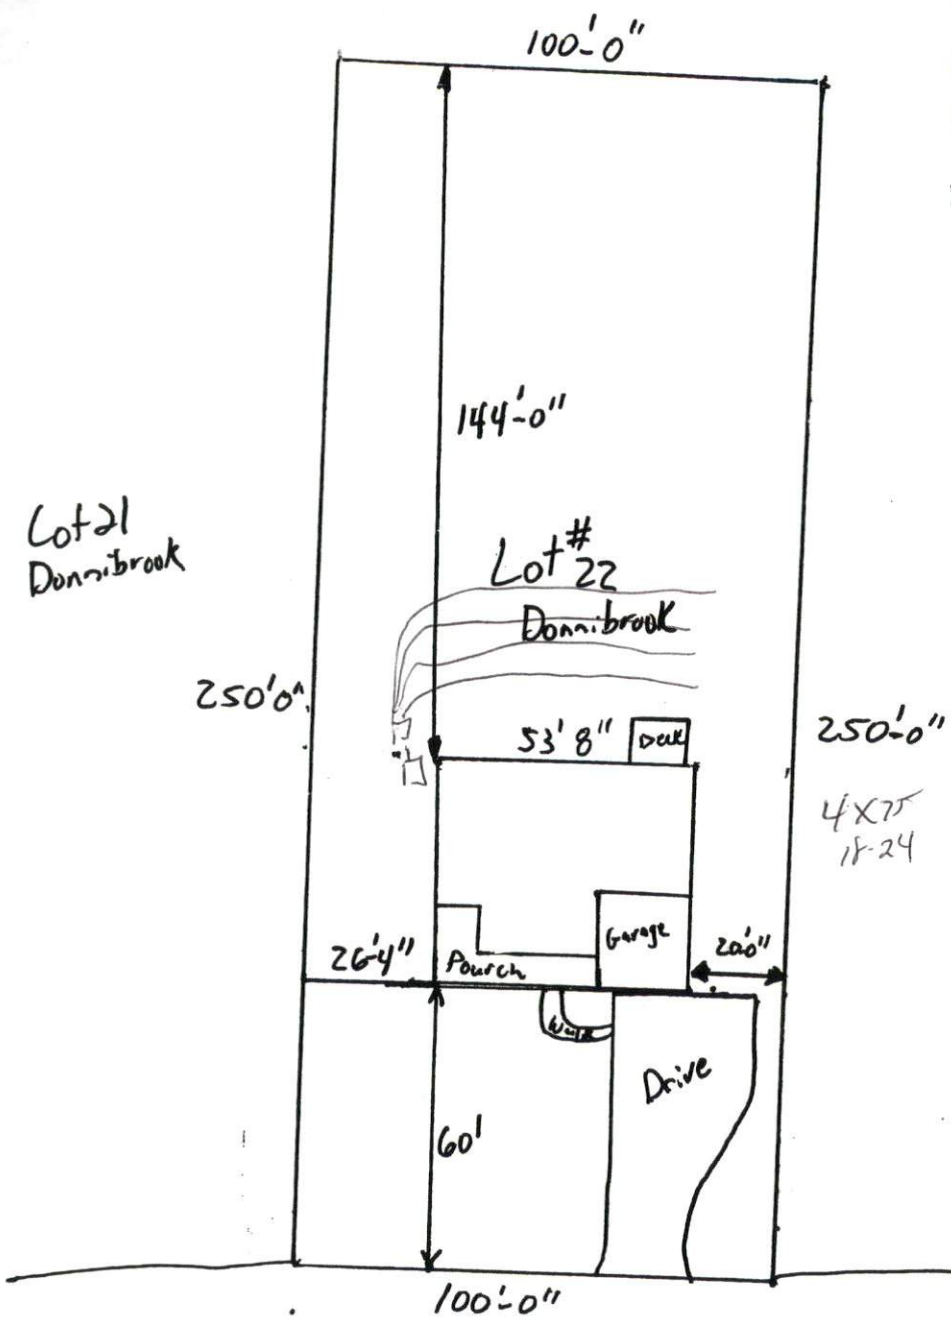 100'-0"
144'-0"
Lot 21
Donnibrook
Lot #22
Donnibrook
250'0"
53' 8"
Deck
250'-0"
4X75
18-24
Garage
26'-4"
Pourch
20'-0"
Walk
Drive
60'
100'-0"